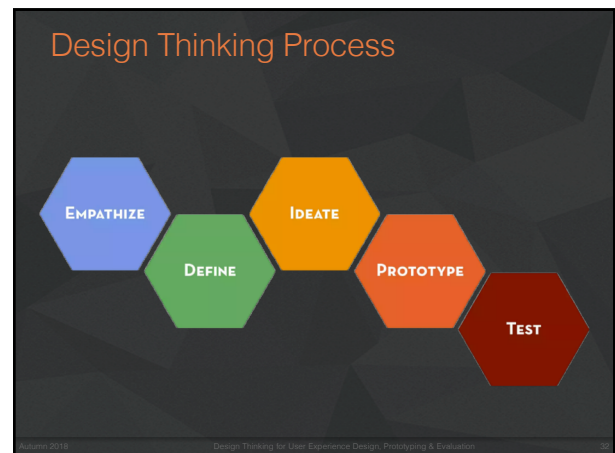 Design Thinking Process
EMPATHIZE
DEFINE
IDEATE
PROTOTYPE
TEST
Autumn 2018
Design Thinking for User Experience Design, Prototyping & Evaluation
32